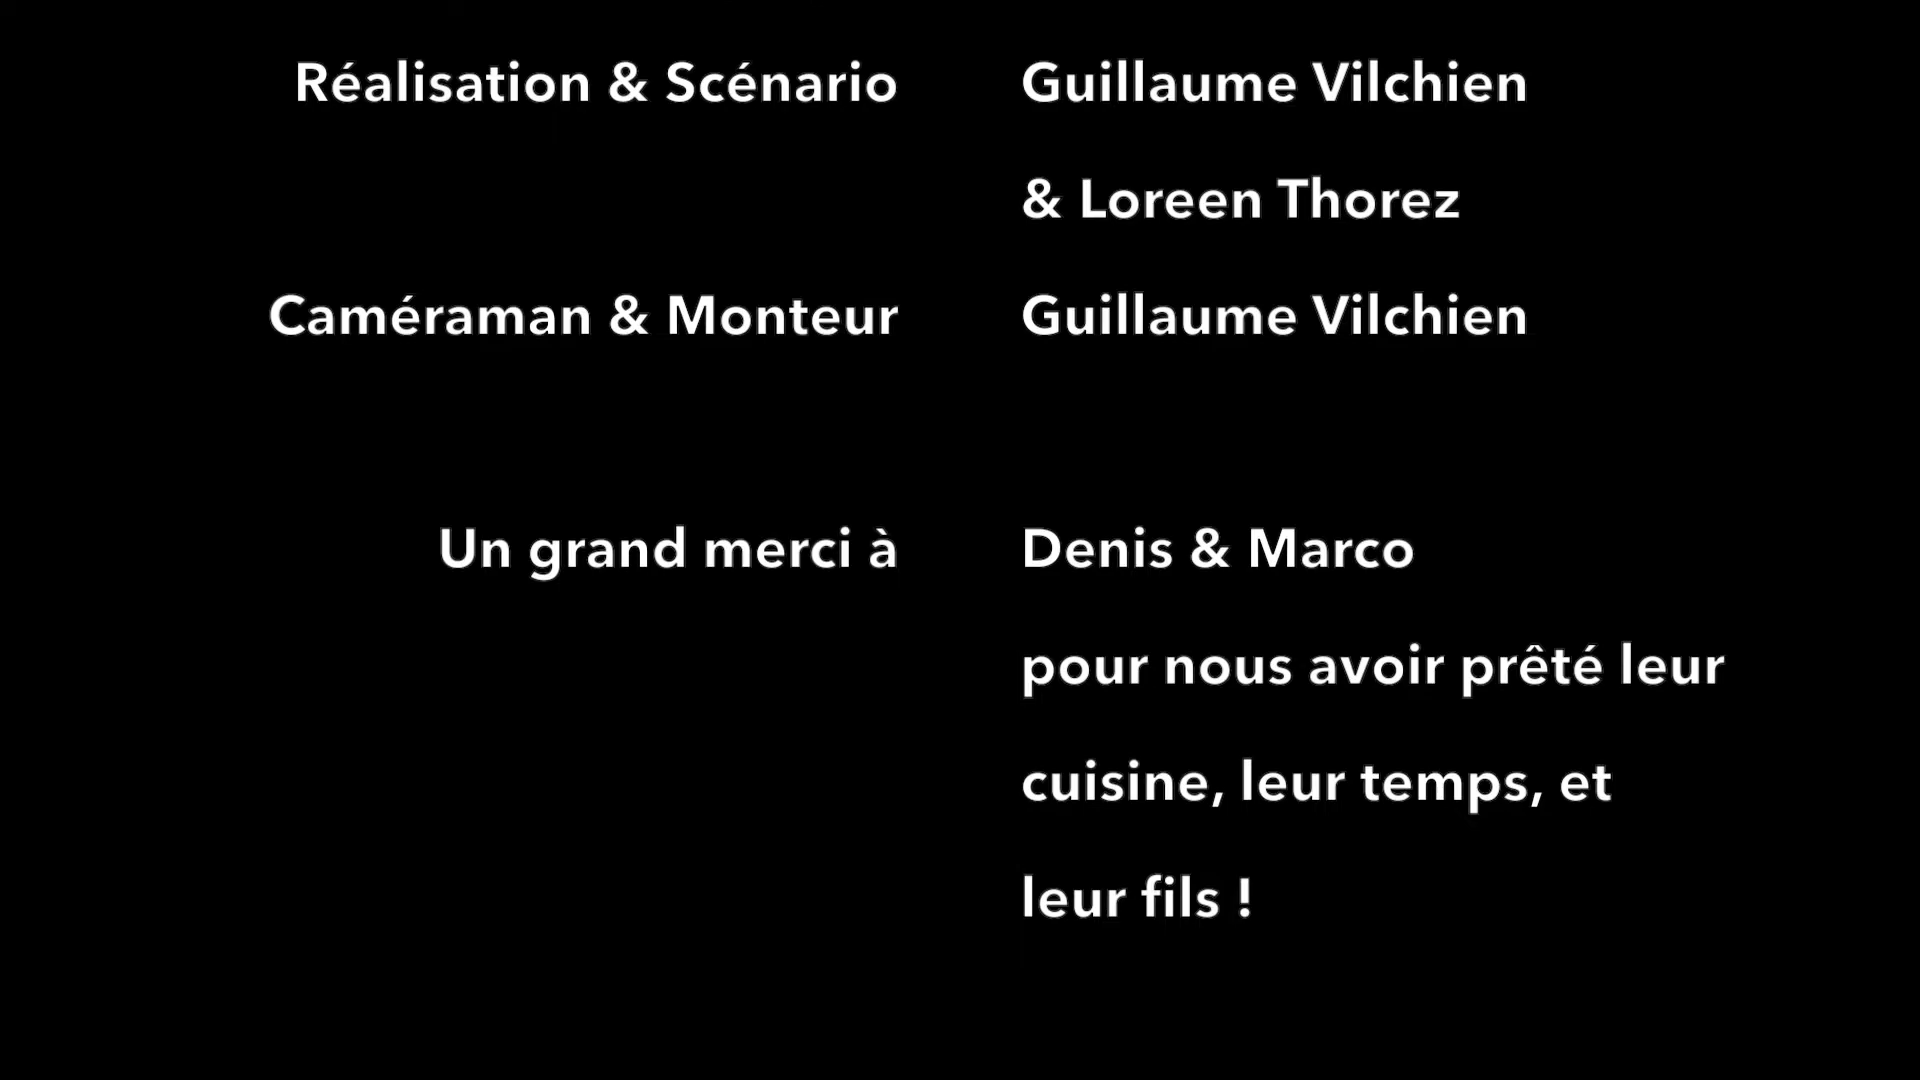 Réalisation & Scénario Guillaume Vilchien
& Loreen Thorez
Caméraman & Monteur Guillaume Vilchien
Un grand merci à Denis & Marco
pour nous avoir prêté leur
cuisine, leur temps, et
leur fils !